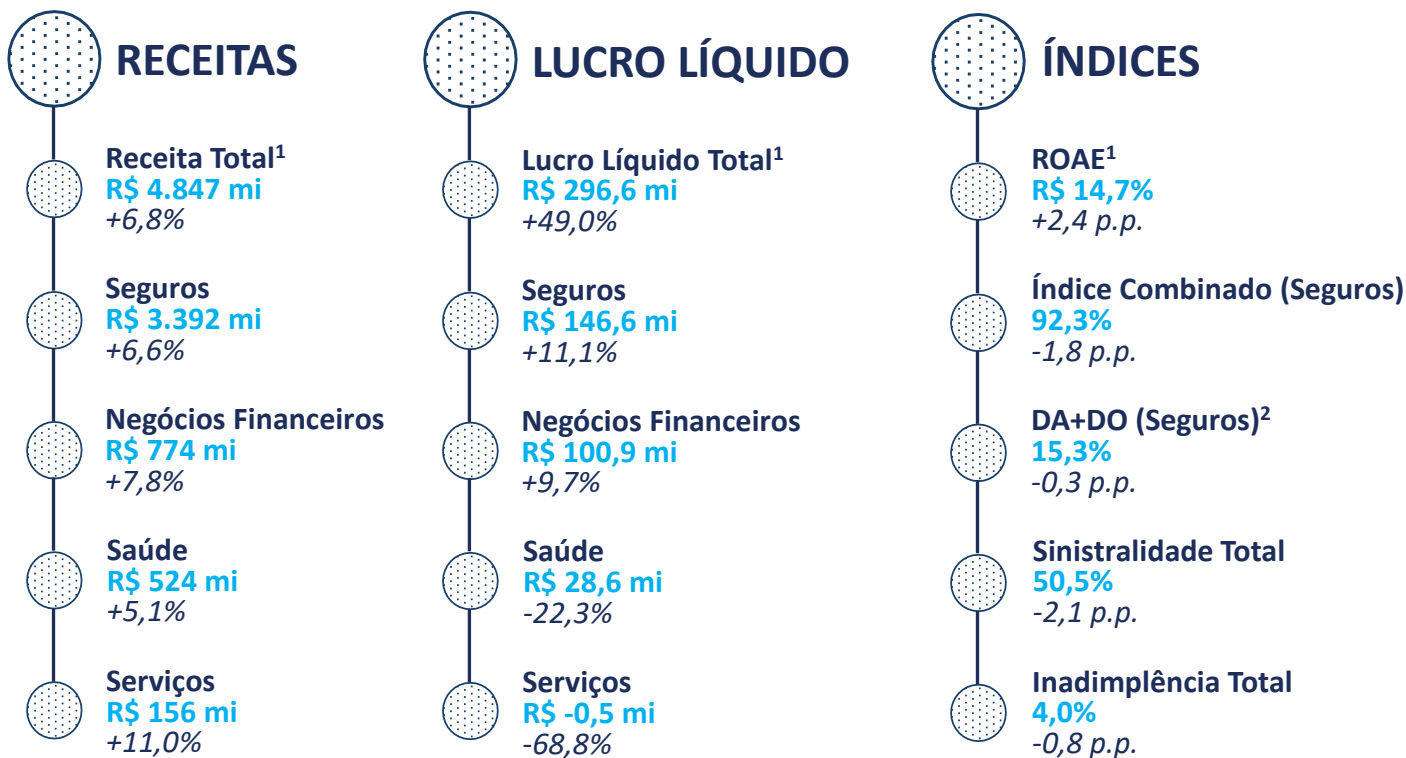 RECEITAS
Receita Total¹
R$ 4.847 mi
+6,8%
Seguros
R$ 3.392 mi
+6,6%
Negócios Financeiros
R$ 774 mi
+7,8%
Saúde
R$ 524 mi
+5,1%
Serviços
R$ 156 mi
+11,0%
LUCRO LÍQUIDO
Lucro Líquido Total¹
R$ 296,6 mi
+49,0%
Seguros
R$ 146,6 mi
+11,1%
Negócios Financeiros
R$ 100,9 mi
+9,7%
Saúde
R$ 28,6 mi
-22,3%
Serviços
R$ -0,5 mi
-68,8%
ÍNDICES
ROAE¹
R$ 14,7%
+2,4 p.p.
Índice Combinado (Seguros)
92,3%
-1,8 p.p.
DA+DO (Seguros)²
15,3%
-0,3 p.p.
Sinistralidade Total
50,5%
-2,1 p.p.
Inadimplência Total
4,0%
-0,8 p.p.